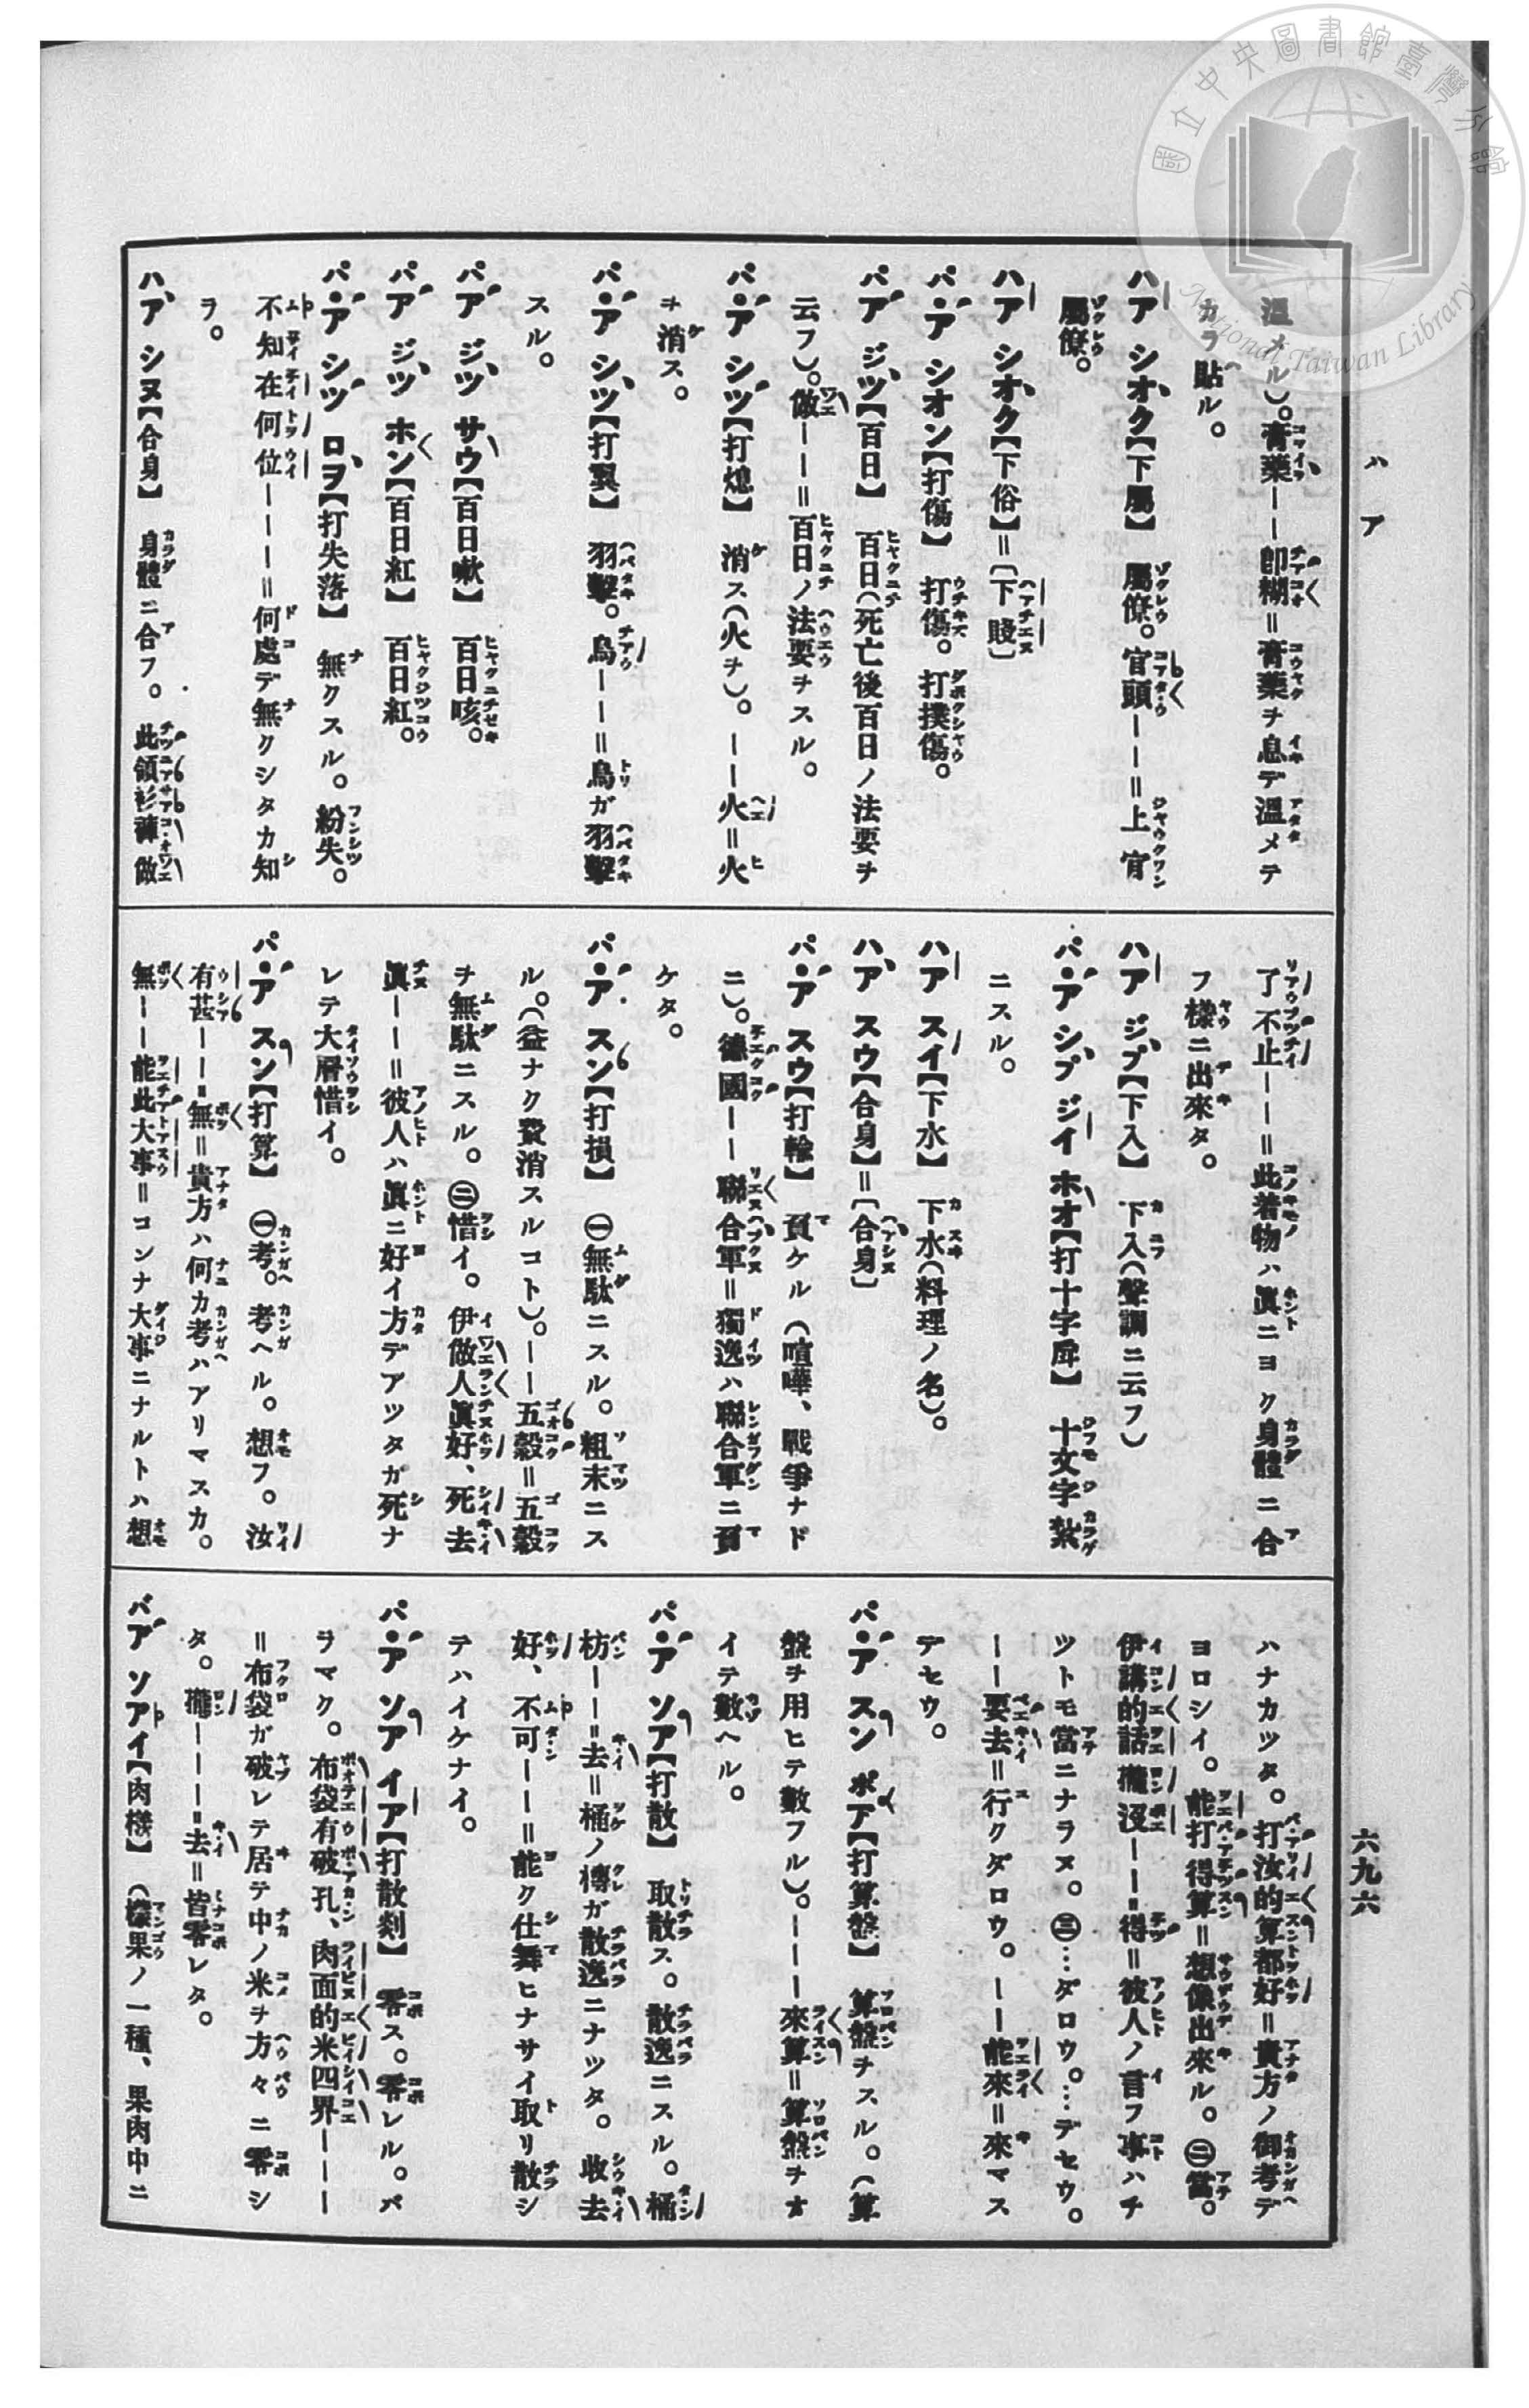 國立中央圖書館臺灣分館
National Taiwan Library
ハア
六九六
溫メル)。膏藥――卽糊=膏藥ヲ息デ溫メテ
カラ貼ル。
ハア シオク【下屬】 屬僚。官頭――=上官
屬僚。
ハア シオク【下俗】=〔下賤〕
パア シオン【打傷】 打傷。打撲傷。
パア ジツ【百日】 百日(死亡後百日ノ法要ヲ
云フ)。做――=百日ノ法要ヲスル。
パア シツ【打熄】 消ス(火ヲ)。――火=火
ヲ消ス。
パア シツ【打翼】 羽擊。鳥――=鳥ガ羽擊
スル。
パア ジツ サウ【百日嗽】 百日咳。
パア ジツ ホン【百日紅】 百日紅。
パア シツ ロヲ【打失落】 無クスル。紛失。
不知在何位―――=何處デ無クシタカ知
ラ。
ハア シヌ【合身】 身體ニ合フ。此領衫褲做
了不止――=此着物ハ眞ニヨク身體ニ合
フ樣ニ出來タ。
ハア ジプ【下入】 下入(聲調ニ云フ)
パア シプ ジイ ホオ【打十字】 十文字紮
ニスル。
ハア スイ【下水】 下水(料理ノ名)。
ハア スウ【合身】=〔合身〕
パア スウ【打輸】 負ケル(喧嘩、戰爭ナド
ニ)。德國――聯合軍=獨逸ハ聯合軍ニ負
ケタ。
パア スン【打損】 ㊀無駄ニスル。粗末ニス
ル。(益ナク費消スルコト)。――五穀=五穀
ヲ無駄ニスル。㊁惜イ。伊做人眞好、死去
眞――=彼人ハ眞ニ好イ方デアツタガ死ナ
レテ大層惜イ。
パア スン【打算】 ㊀考。考ヘル。想フ。汝
有甚――無=貴方ハ何カ考ハアリマスカ。
無――能此大事=コンナ大事ニナルトハ想
ハナカツタ。打汝的算都好=貴方ノ御考デ
ヨロシイ。能打得算=想像出來ル。㊁當。
伊講的話攏沒――得=彼人ノ言フ事ハチ
ツトモ當ニナラヌ。㊂…ダロウ。…デセウ。
――要去=行クダロウ。――能來=來マス
デセウ。
パア スン ポア【打算盤】 算盤ヲスル。(算
盤ヲ用ヒテ數フル)。―――來算=算盤ヲオ
イテ數ヘル。
パア ソア【打散】 取散ス。散逸ニスル。桶
枋――去=桶ノ榑ガ散逸ニナツタ。收去
好、不可――=能ク仕舞ヒナサイ取リ散シ
テハイケナイ。
パア ソア イア【打散剡】 零ス。零レル。バ
ラマク。布袋有破孔、肉面的米四界―――
=布袋ガ破レテ居テ中ノ米ヲ方々ニ零シ
タ。攏―――去=皆零レタ。
バア ソアイ【肉檨】 (檨果ノ一種、果肉中ニ